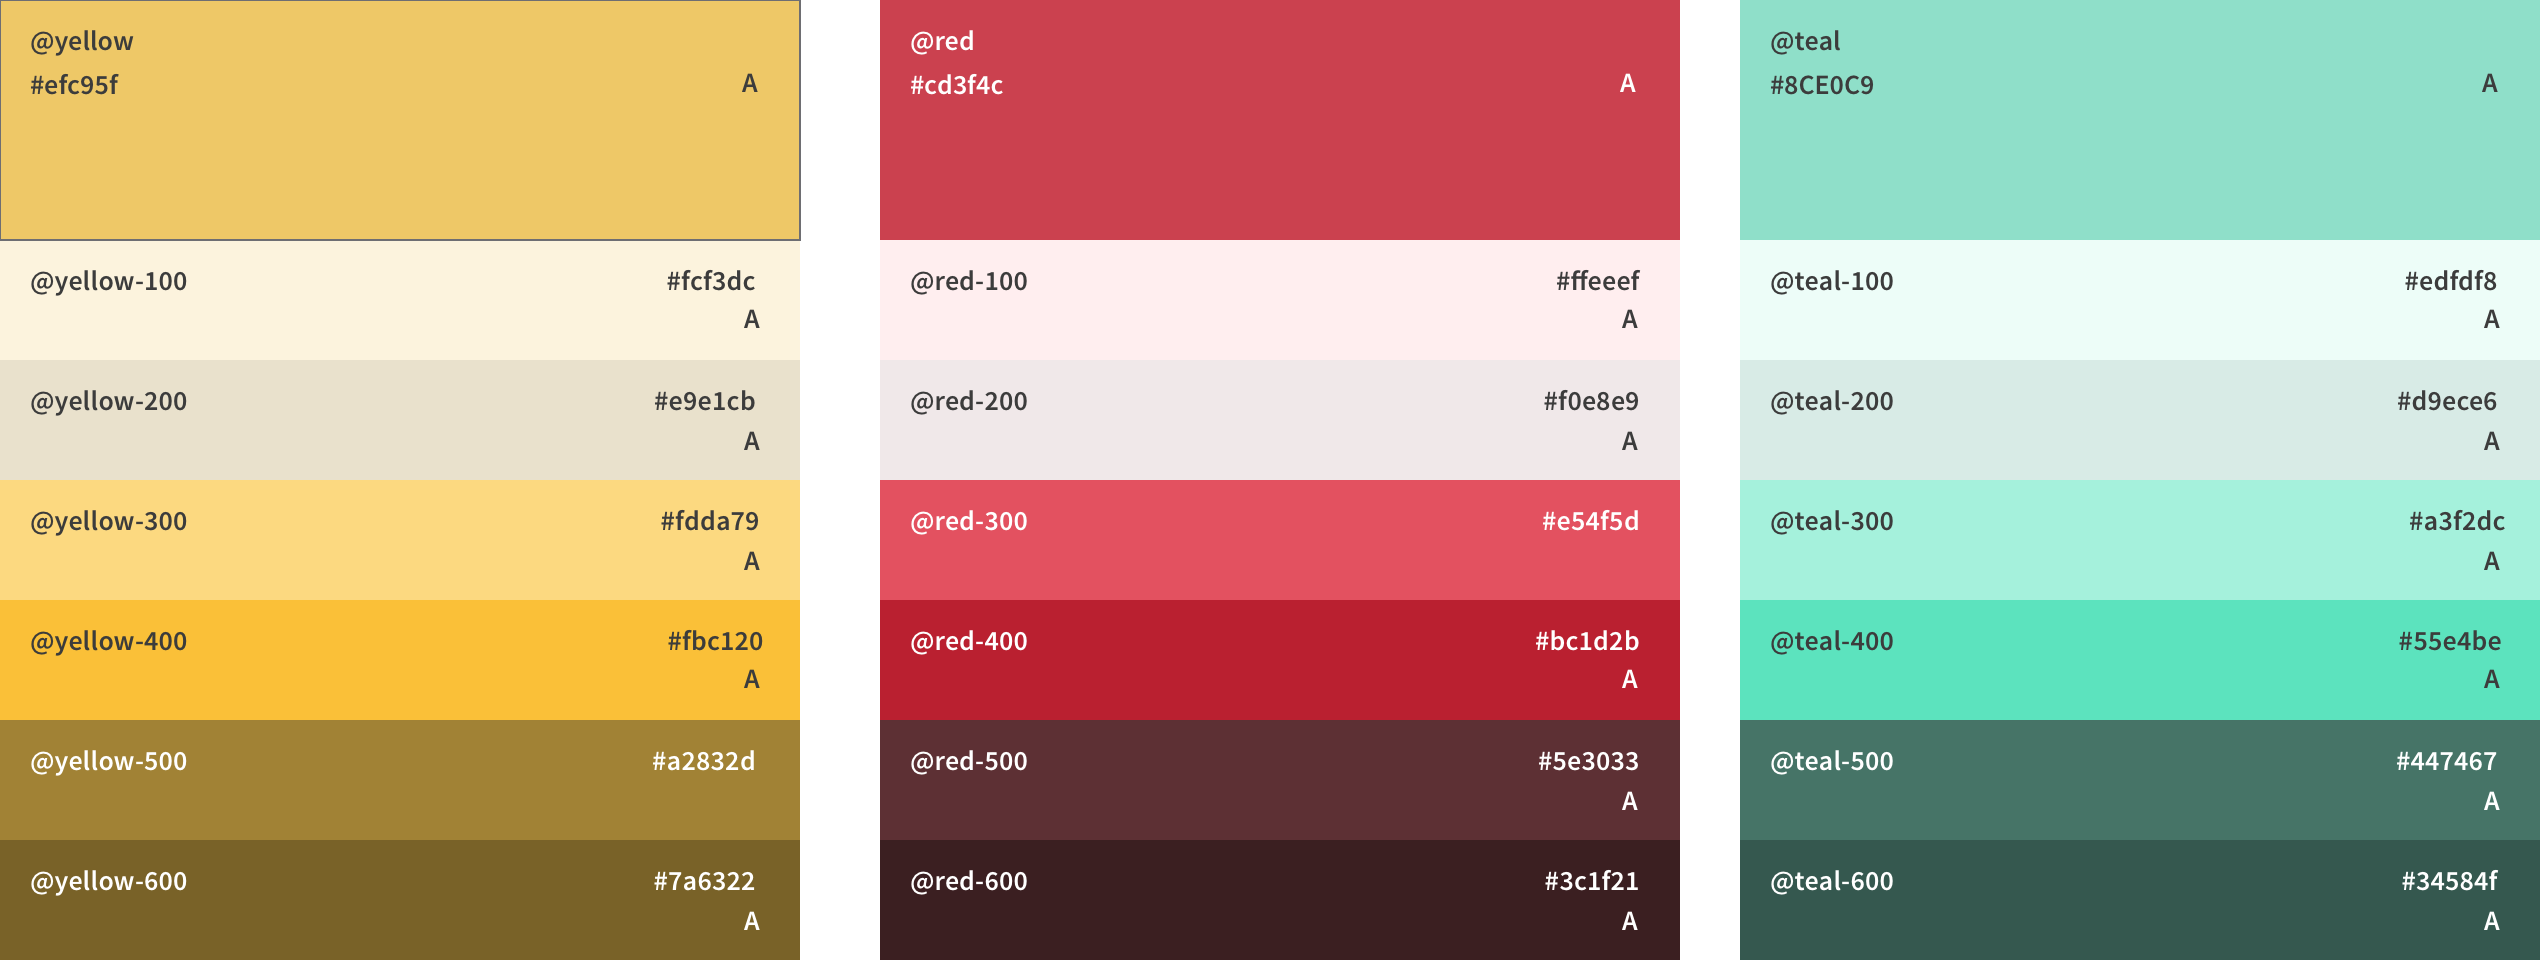 @yellow
#efc95f
A
@yellow-100
#fcf3dc
A
@yellow-200
#e9e1cb
A
@yellow-300
#fdda79
A
@yellow-400
#fbc120
A
@yellow-500
#a2832d
@yellow-600
#7a6322
A
@red
#cd3f4c
A
@red-100
#ffeeef
A
@red-200
#f0e8e9
A
@red-300
#e54f5d
@red-400
#bc1d2b
A
@red-500
#5e3033
A
@red-600
#3c1f21
A
@teal
#8CE0C9
A
@teal-100
#edfdf8
A
@teal-200
#d9ece6
A
@teal-300
#a3f2dc
A
@teal-400
#55e4be
A
@teal-500
#447467
A
@teal-600
#34584f
A